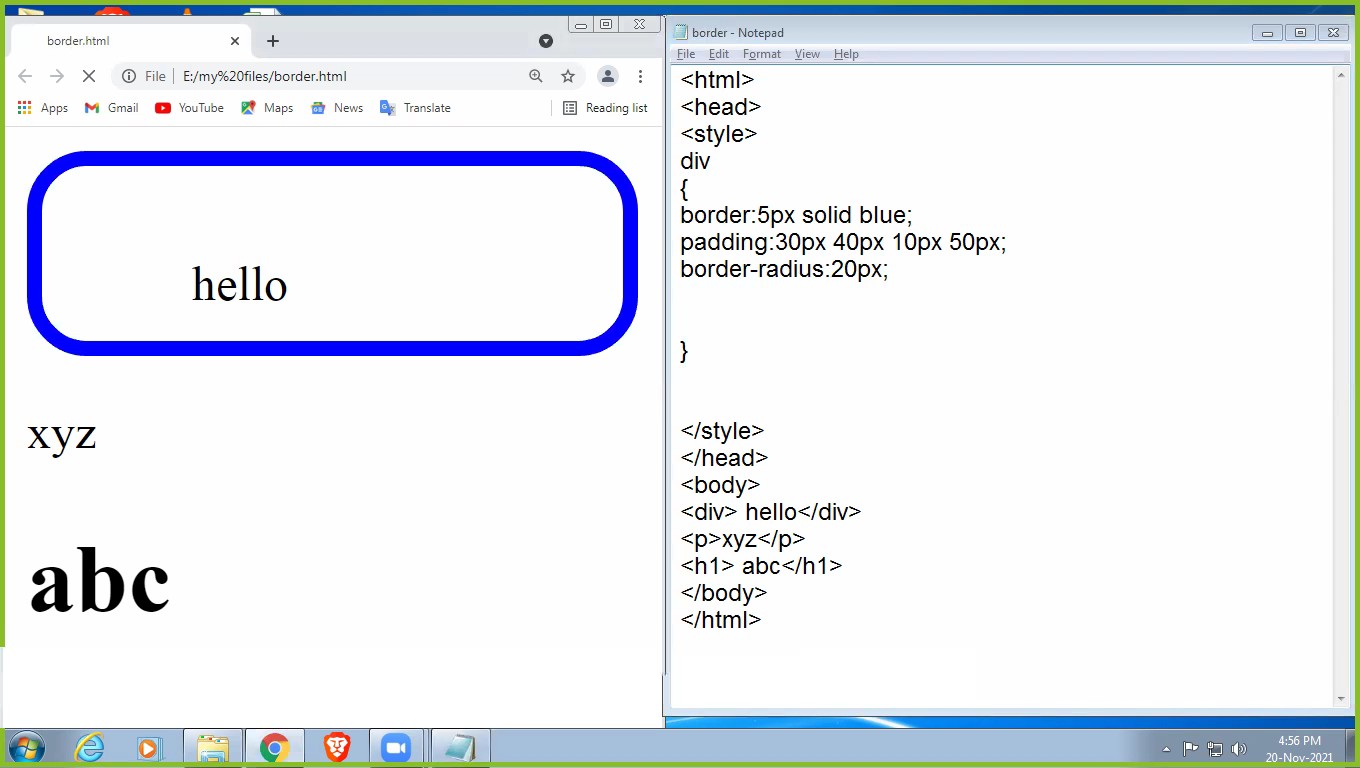 border.html
File E:/my%20files/border.html
Apps Gmail YouTube Maps News Translate Reading list
hello
xyz
abc
border - Notepad
File Edit Format View Help
<html>
<head>
<style>
div
{
border:5px solid blue;
padding:30px 40px 10px 50px;
border-radius:20px;
}
</style>
</head>
<body>
<div> hello</div>
<p>xyz</p>
<h1> abc</h1>
</body>
</html>
4:56 PM
20-Nov-2021